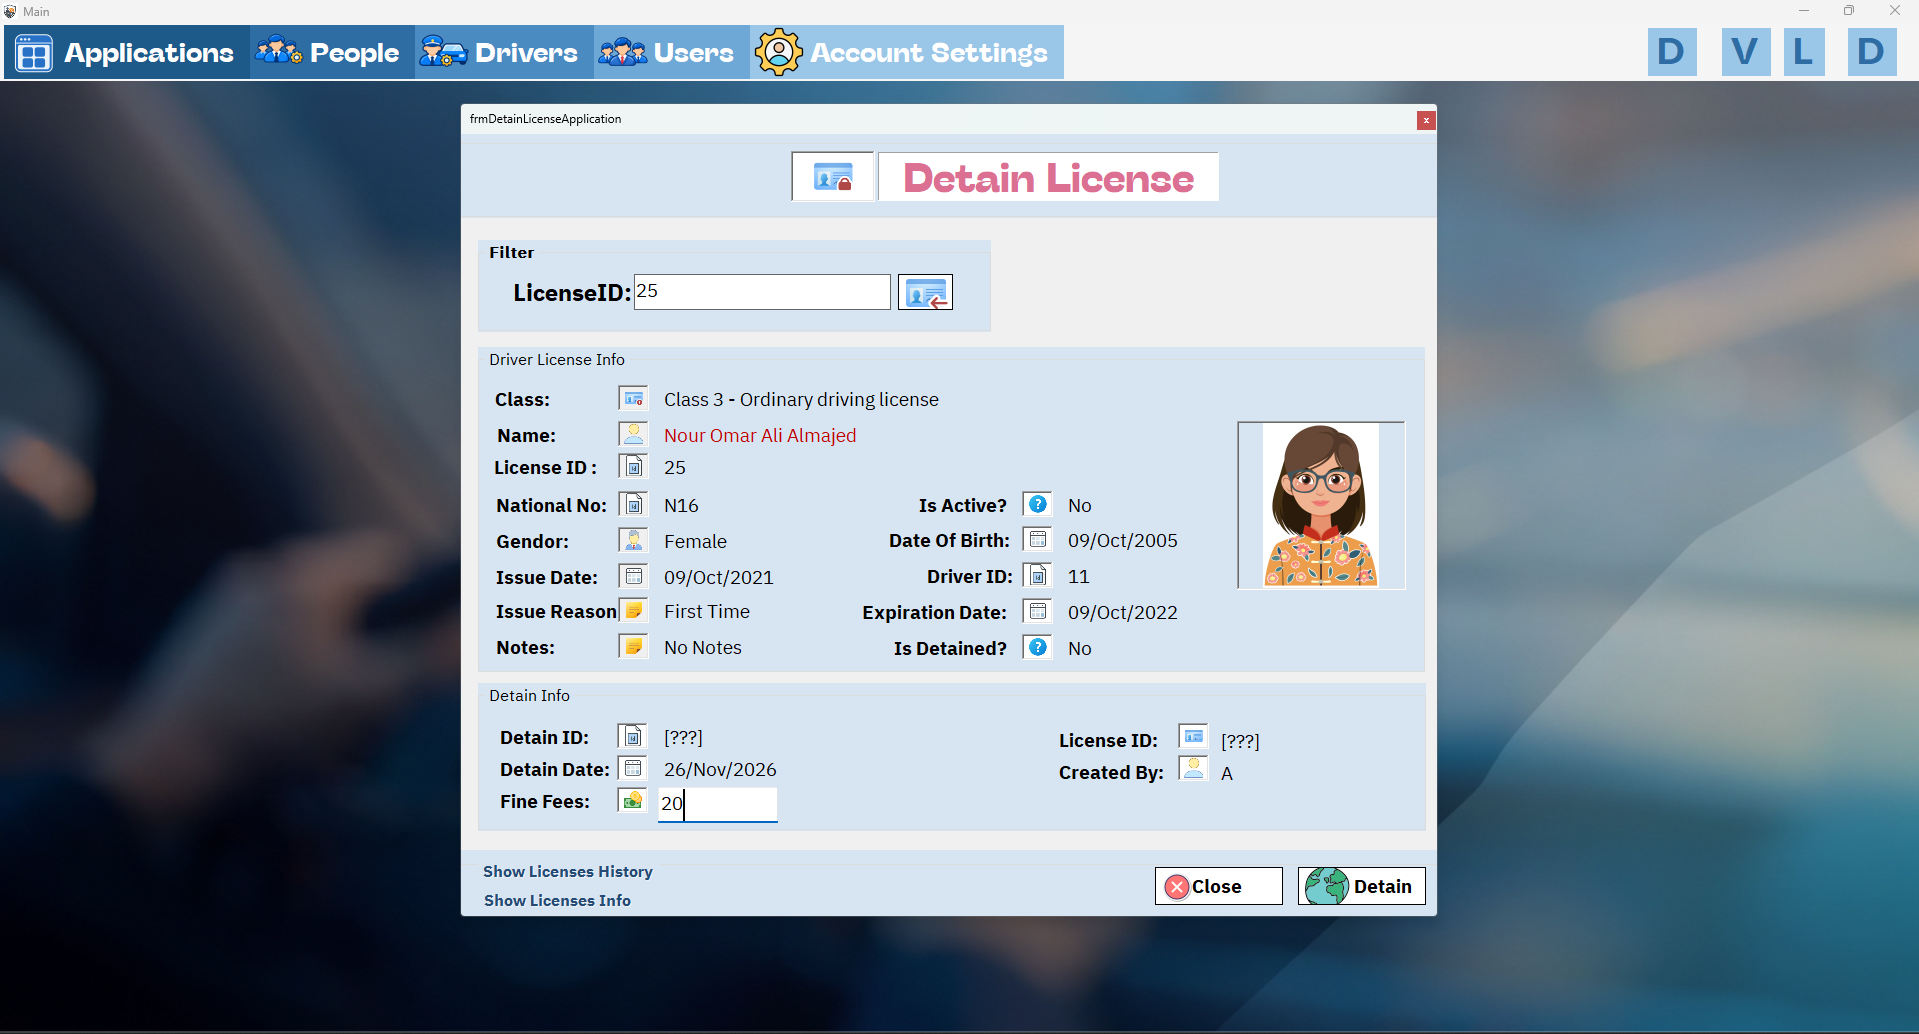 Main
Applications People Drivers Users Account Settings D V L D
frmDetainLicenseApplication x
Detain License
Filter
LicenseID: 25
Driver License Info
Class: Class 3 - Ordinary driving license
Name: Nour Omar Ali Almajed
License ID : 25
National No: N16 Is Active? ? No
Gendor: Female Date Of Birth: 09/Oct/2005
Issue Date: 09/Oct/2021 Driver ID: 11
Issue Reason First Time Expiration Date: 09/Oct/2022
Notes: No Notes Is Detained? ? No
Detain Info
Detain ID: [???] License ID: [???]
Detain Date: 26/Nov/2026 Created By: A
Fine Fees: 20
Show Licenses History
Show Licenses Info
Close Detain